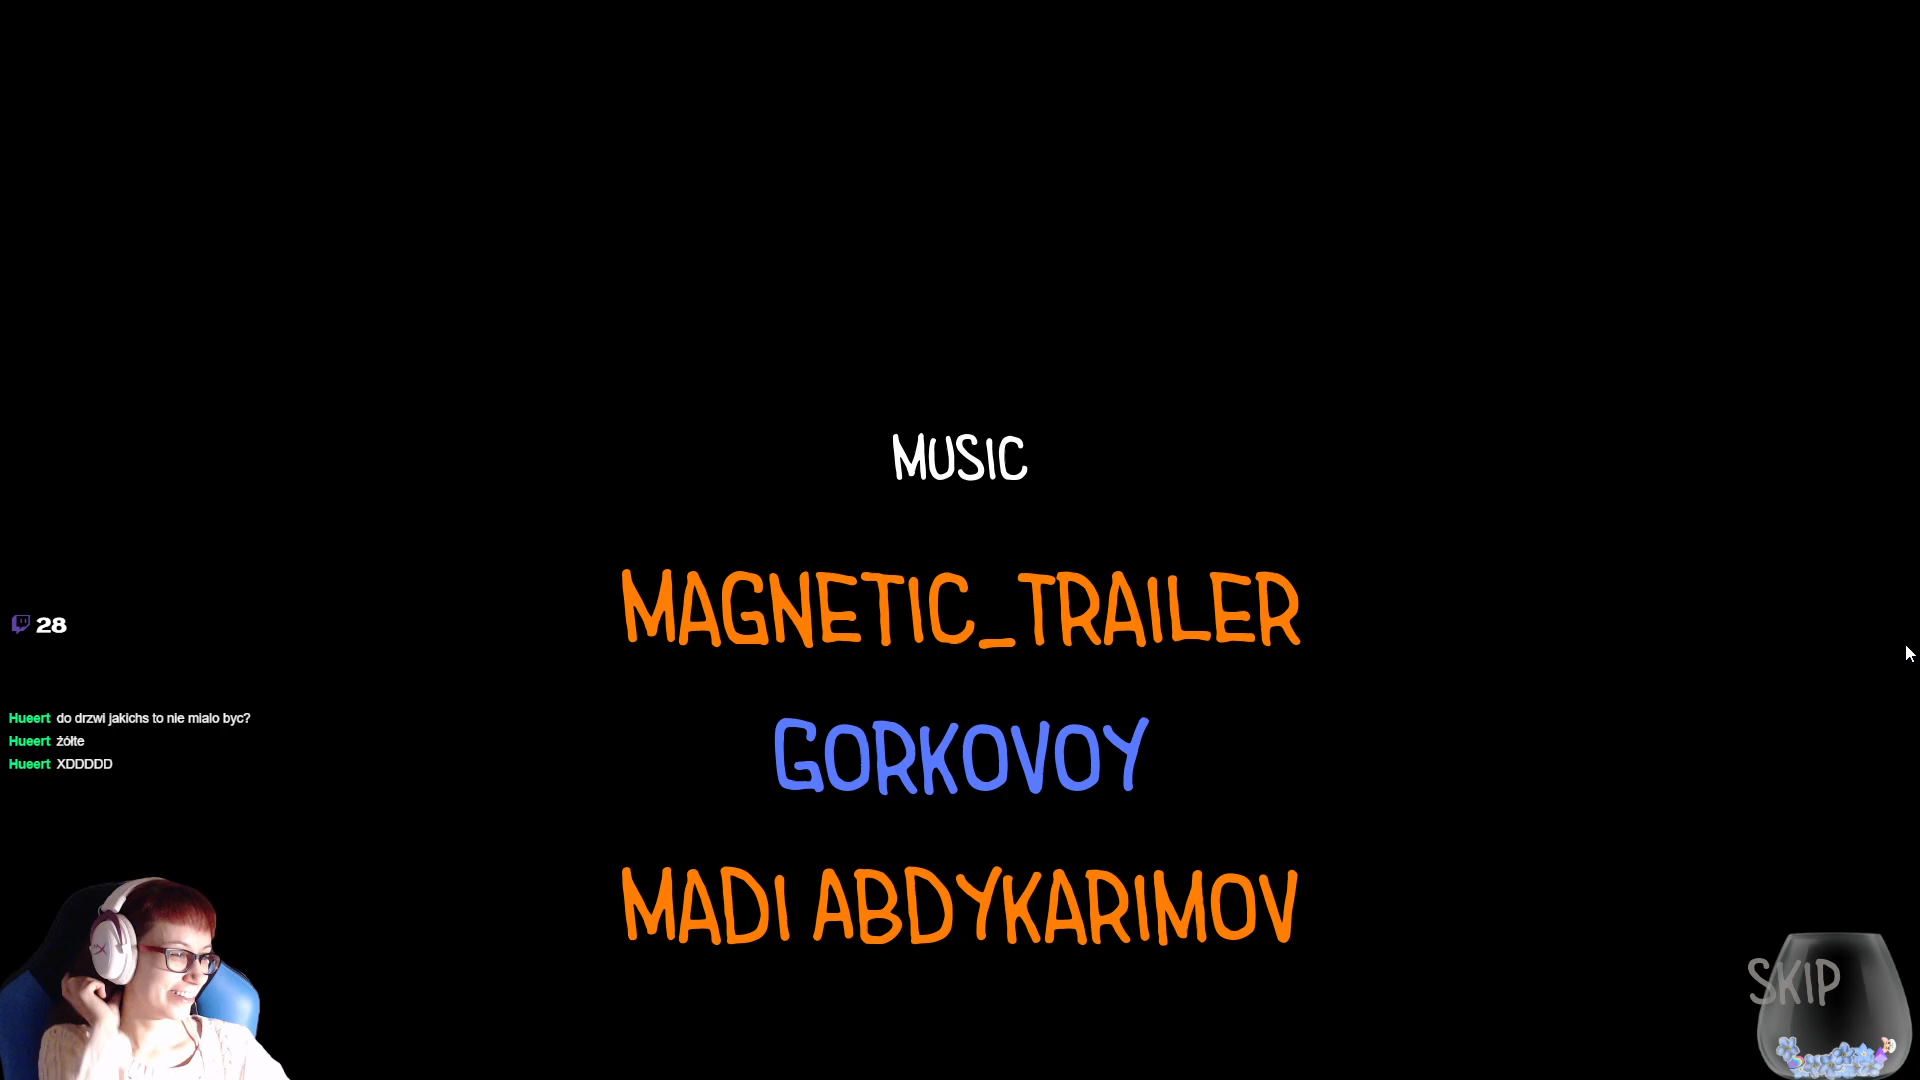 MUSIC
MAGNETIC_TRAILER
GORKOVOY
MADI ABDYKARIMOV
28
Hueert do drzwi jakichs to nie mialo byc?
Hueert żółte
Hueert XDDDDD
SKIP